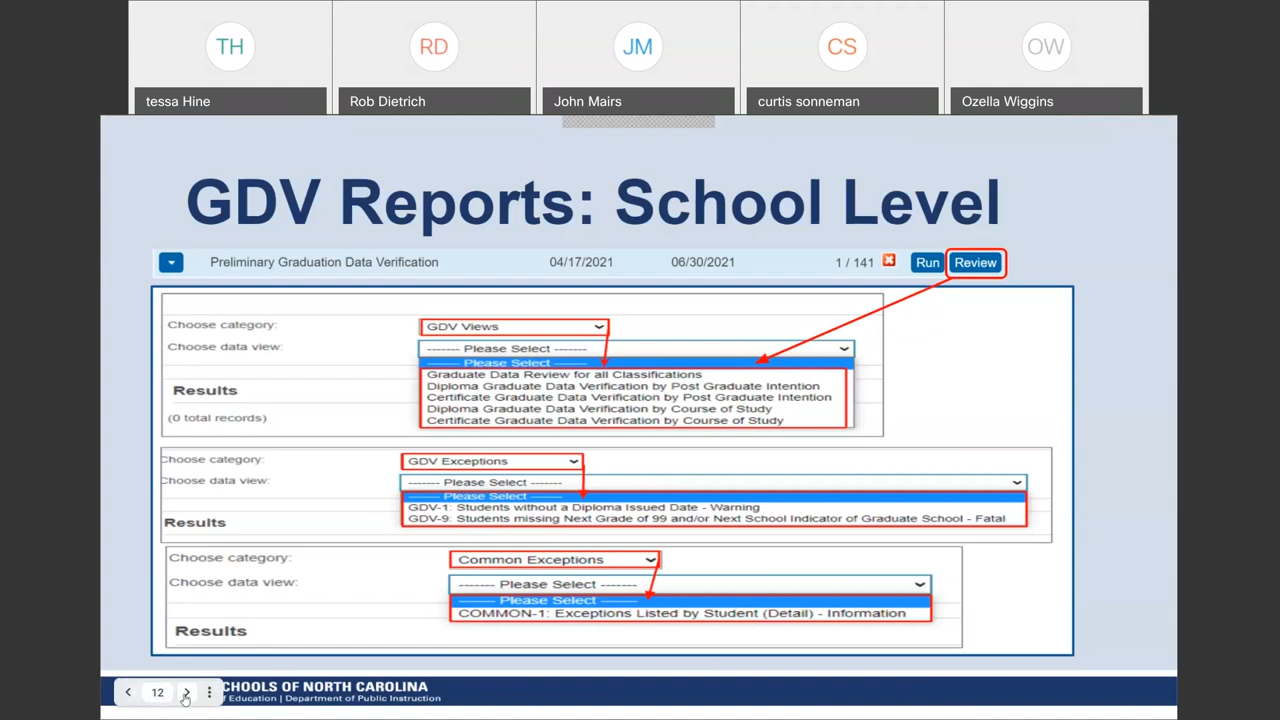 TH
RD
JM
CS
OW
tessa Hine
Rob Dietrich
John Mairs
curtis sonneman
Ozella Wiggins
GDV Reports: School Level
Preliminary Graduation Data Verification 04/17/2021 06/30/2021 1 / 141 Run Review
Choose category: GDV Views
Choose data view: ------- Please Select -------
------- Please Select -------
Graduate Data Review for all Classifications
Diploma Graduate Data Verification by Post Graduate Intention
Certificate Graduate Data Verification by Post Graduate Intention
Diploma Graduate Data Verification by Course of Study
Certificate Graduate Data Verification by Course of Study
Results
(0 total records)
Choose category: GDV Exceptions
Choose data view: ------- Please Select -------
------- Please Select -------
GDV-1: Students without a Diploma Issued Date - Warning
GDV-9: Students missing Next Grade of 99 and/or Next School Indicator of Graduate School - Fatal
Results
Choose category: Common Exceptions
Choose data view: ------- Please Select -------
------- Please Select -------
COMMON-1: Exceptions Listed by Student (Detail) - Information
Results
12
CHOOLS OF NORTH CAROLINA
of Education | Department of Public Instruction